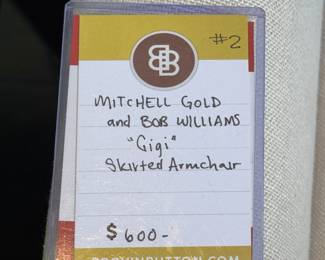 #2
MITCHELL GOLD
and BOB WILLIAMS
"Gigi"
Skirted Armchair
$600-